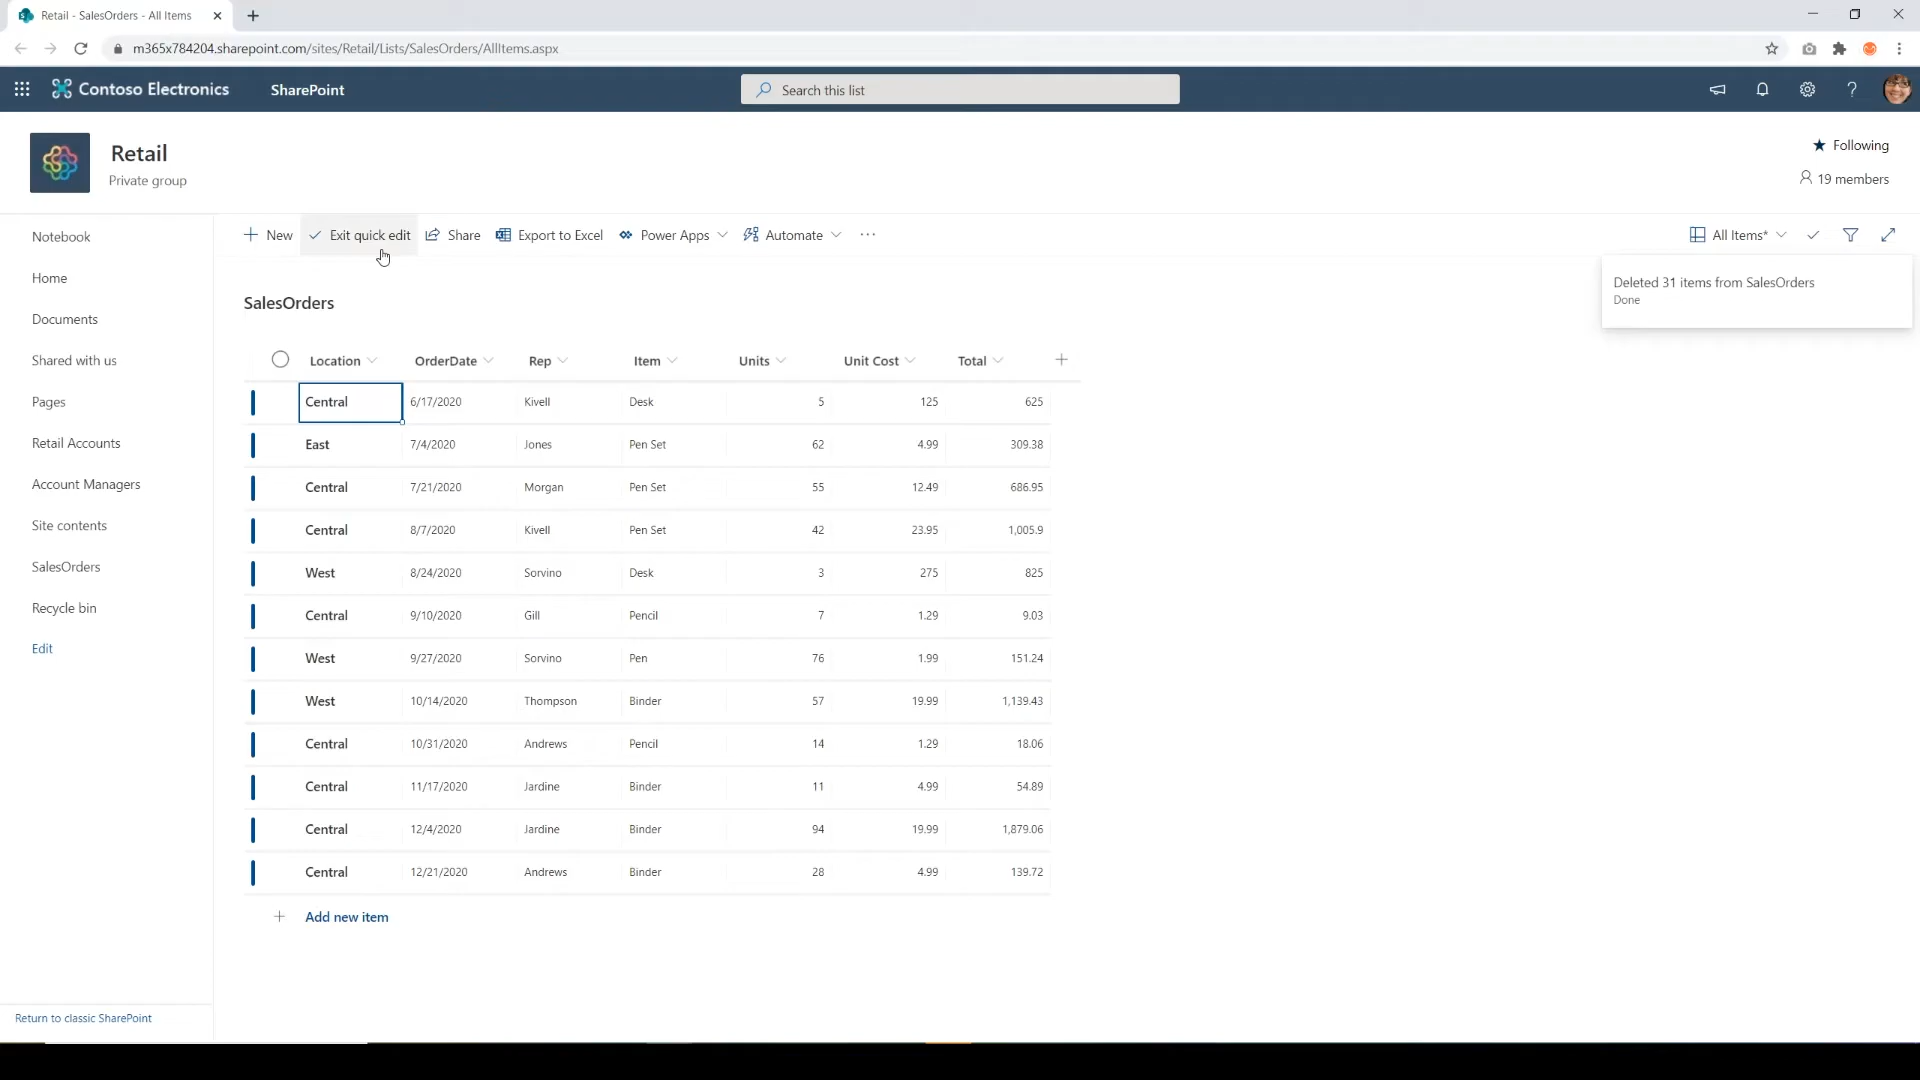 Retail - SalesOrders - All Items
m365x784204.sharepoint.com/sites/Retail/Lists/SalesOrders/AllItems.aspx
Contoso Electronics SharePoint Search this list ?
Retail
Private group
Following
19 members
New Exit quick edit Share Export to Excel Power Apps Automate ··· All Items*
Deleted 31 items from SalesOrders
Done
Notebook
Home
Documents
Shared with us
Pages
Retail Accounts
Account Managers
Site contents
SalesOrders
Recycle bin
Edit
Return to classic SharePoint
SalesOrders
Location OrderDate Rep Item Units Unit Cost Total
Central 6/17/2020 Kivell Desk 5 125 625
East 7/4/2020 Jones Pen Set 62 4.99 309.38
Central 7/21/2020 Morgan Pen Set 55 12.49 686.95
Central 8/7/2020 Kivell Pen Set 42 23.95 1,005.9
West 8/24/2020 Sorvino Desk 3 275 825
Central 9/10/2020 Gill Pencil 7 1.29 9.03
West 9/27/2020 Sorvino Pen 76 1.99 151.24
West 10/14/2020 Thompson Binder 57 19.99 1,139.43
Central 10/31/2020 Andrews Pencil 14 1.29 18.06
Central 11/17/2020 Jardine Binder 11 4.99 54.89
Central 12/4/2020 Jardine Binder 94 19.99 1,879.06
Central 12/21/2020 Andrews Binder 28 4.99 139.72
Add new item